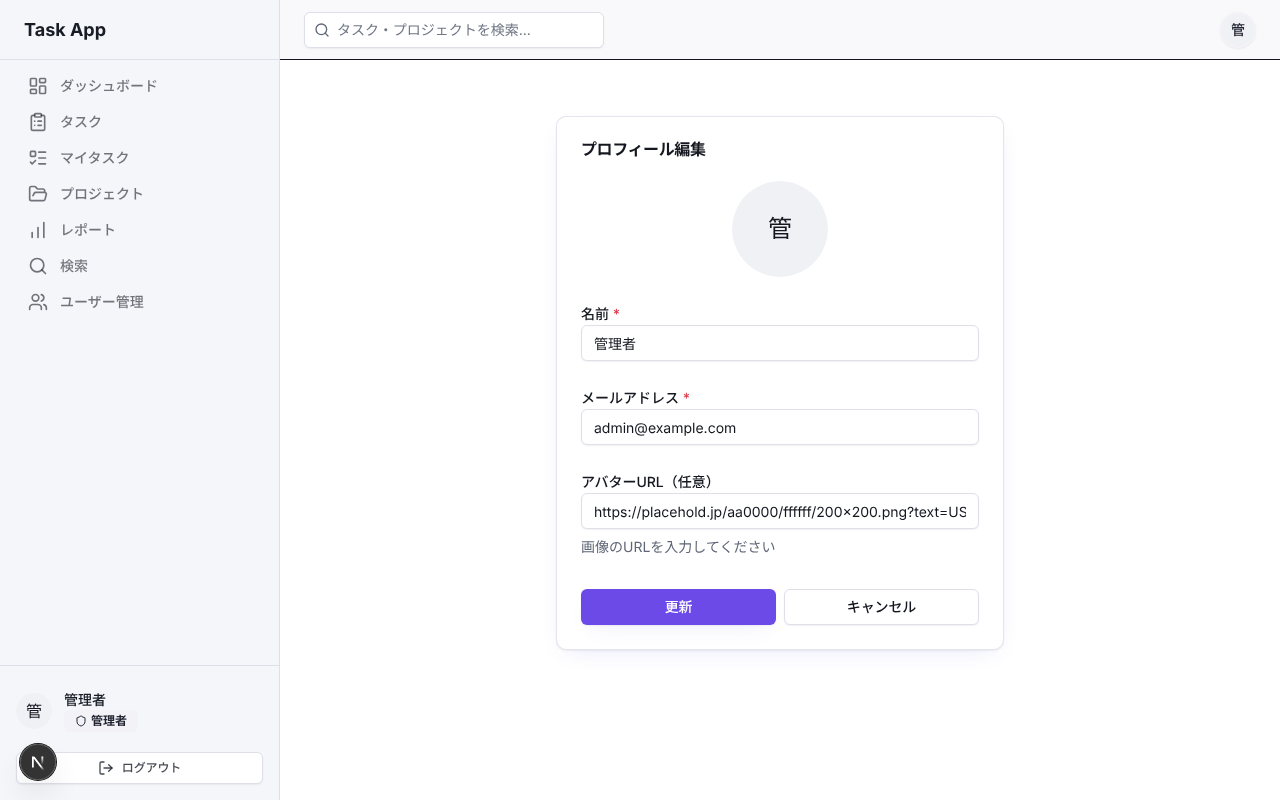 Task App
タスク・プロジェクトを検索...
管
ダッシュボード
タスク
マイタスク
プロジェクト
レポート
検索
ユーザー管理
プロフィール編集
管
名前 *
管理者
メールアドレス *
admin@example.com
アバターURL（任意）
https://placehold.jp/aa0000/ffffff/200×200.png?text=US
画像のURLを入力してください
更新
キャンセル
管
管理者
管理者
N
ログアウト